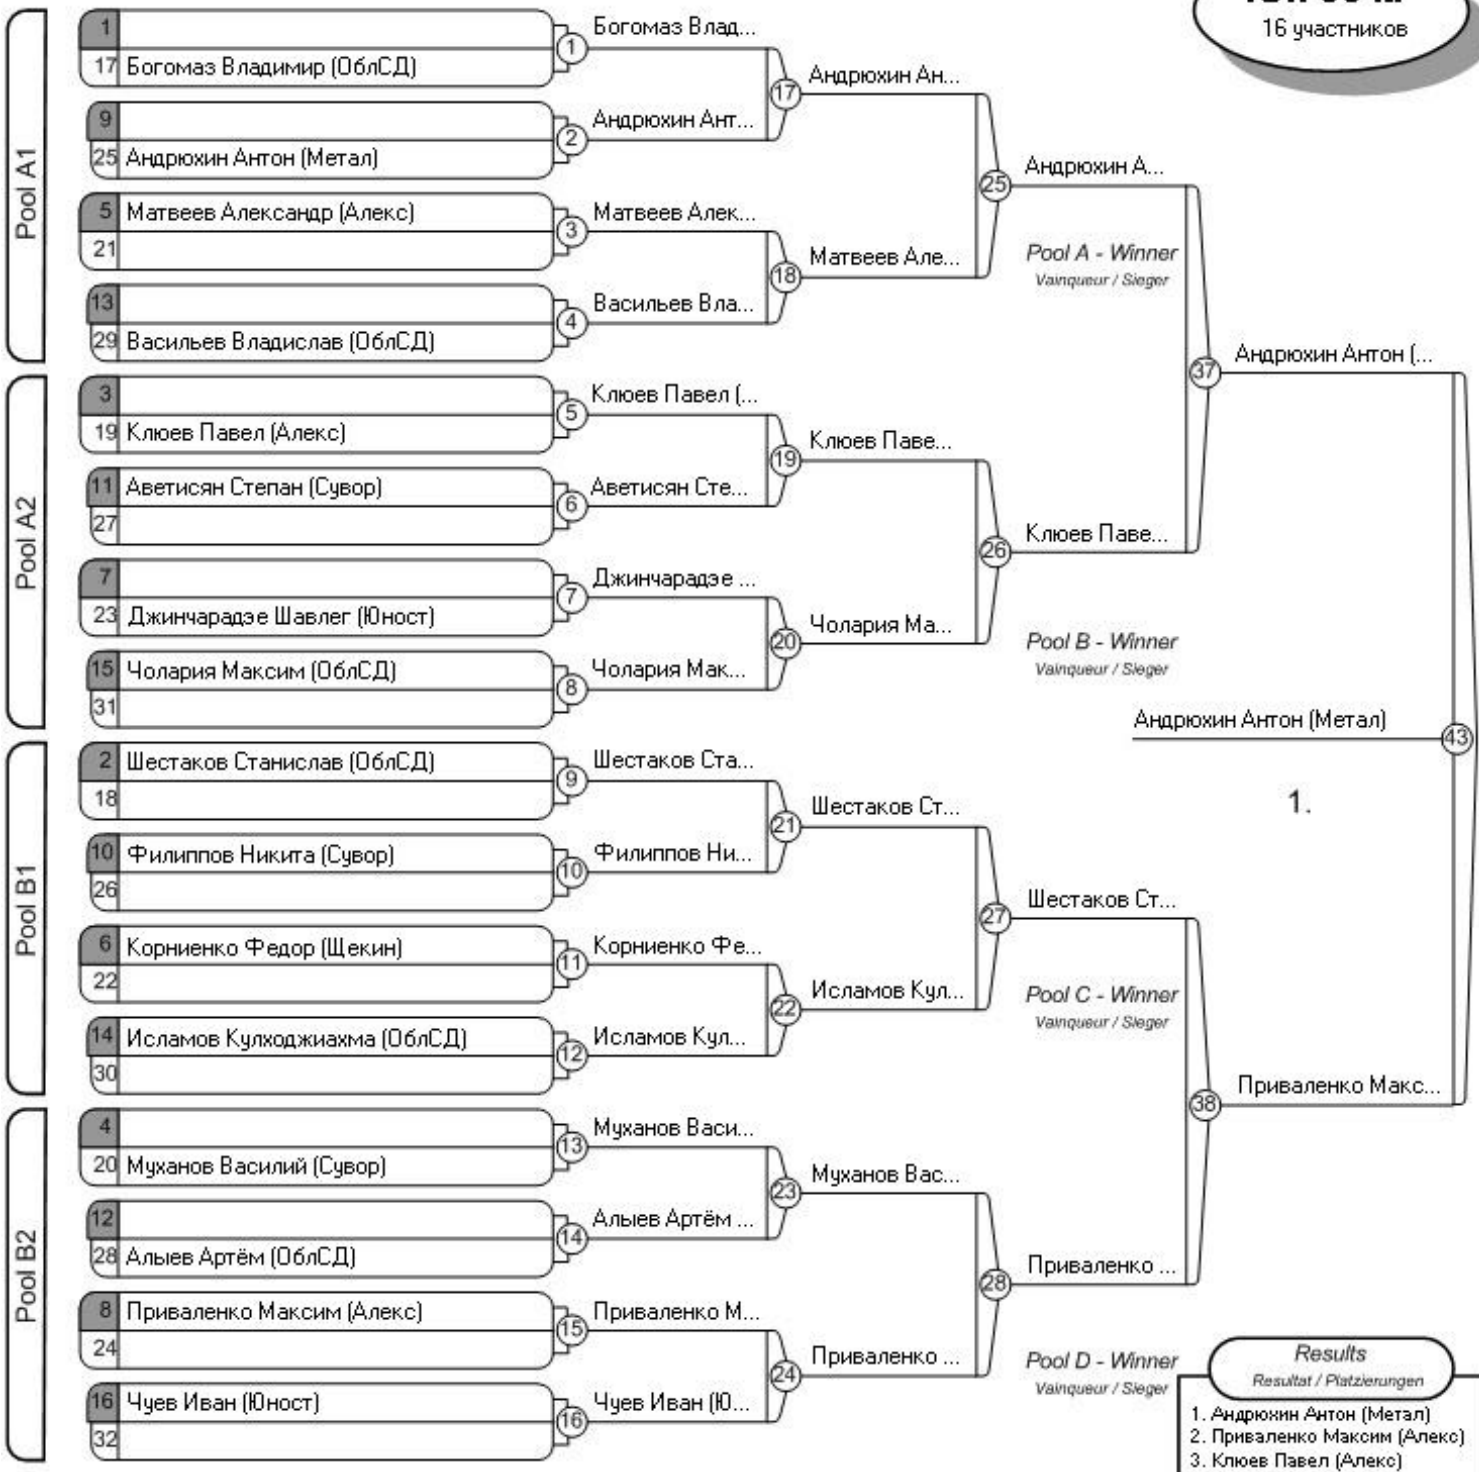 16 участников
Pool A1
1
17 Богомаз Владимир (ОблСД)
9
25 Андрюхин Антон (Метал)
5 Матвеев Александр (Алекс)
21
13
29 Васильев Владислав (ОблСД)
Pool A2
3
19 Клюев Павел (Алекс)
11 Аветисян Степан (Сувор)
27
7
23 Джинчарадзе Шавлег (Юност)
15 Чолария Максим (ОблСД)
31
Pool B1
2 Шестаков Станислав (ОблСД)
18
10 Филиппов Никита (Сувор)
26
6 Корниенко Федор (Щекин)
22
14 Исламов Кулходжиахма (ОблСД)
30
Pool B2
4
20 Муханов Василий (Сувор)
12
28 Алыев Артём (ОблСД)
8 Приваленко Максим (Алекс)
24
16 Чуев Иван (Юност)
32
1 Богомаз Влад...
2 Андрюхин Ант...
3 Матвеев Алек...
4 Васильев Вла...
5 Клюев Павел (...
6 Аветисян Сте...
7 Джинчарадзе ...
8 Чолария Мак...
9 Шестаков Ста...
10 Филиппов Ни...
11 Корниенко Фе...
12 Исламов Кул...
13 Муханов Васи...
14 Алыев Артём ...
15 Приваленко М...
16 Чуев Иван (Ю...
17 Андрюхин Ан...
18 Матвеев Але...
19 Клюев Паве...
20 Чолария Ма...
21 Шестаков Ст...
22 Исламов Кул...
23 Муханов Вас...
24 Приваленко ...
25 Андрюхин А...
Pool A - Winner
Vainqueur / Sieger
26 Клюев Паве...
Pool B - Winner
Vainqueur / Sieger
27 Шестаков Ст...
Pool C - Winner
Vainqueur / Sieger
28 Приваленко ...
Pool D - Winner
Vainqueur / Sieger
37 Андрюхин Антон (...
38 Приваленко Макс...
Андрюхин Антон (Метал) 43
1.
Results
Resultat / Platzierungen
1. Андрюхин Антон (Метал)
2. Приваленко Максим (Алекс)
3. Клюев Павел (Алекс)